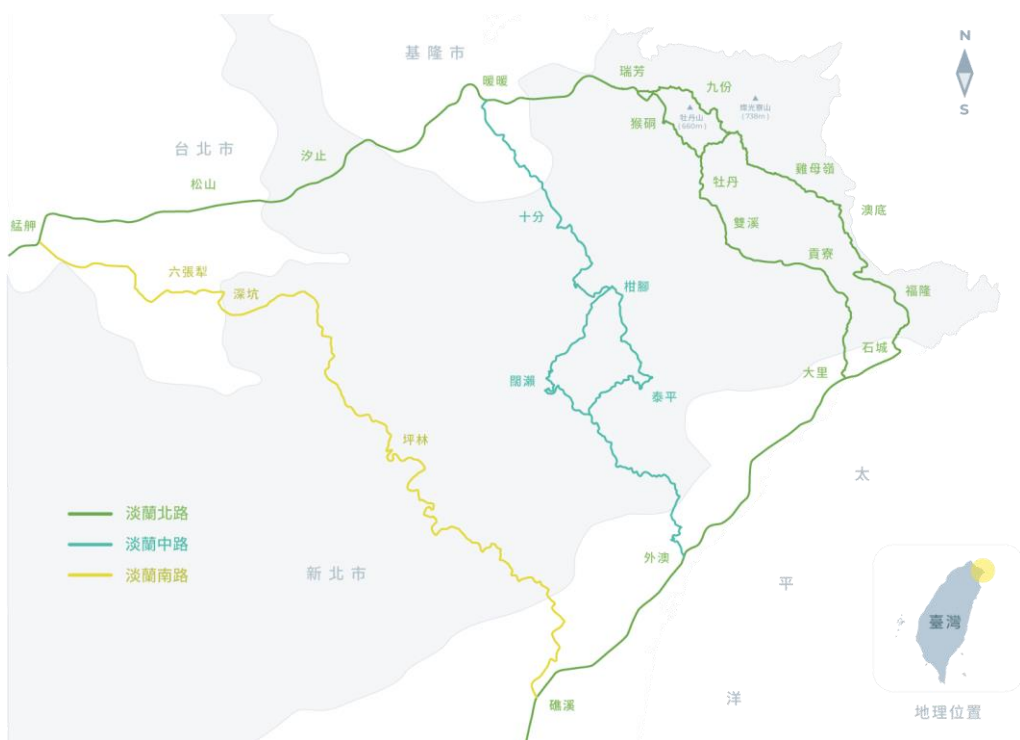 基隆市
N
S
暖暖
瑞芳
九份
燦光寮山
(738m)
牡丹山
(660m)
猴硐
台北市
汐止
松山
雞母嶺
牡丹
澳底
十分
雙溪
艋舺
貢寮
六張犁
深坑
柑腳
福隆
石城
大里
闊瀨
泰平
坪林
太
平
洋
淡蘭北路
淡蘭中路
淡蘭南路
新北市
外澳
臺灣
礁溪
地理位置